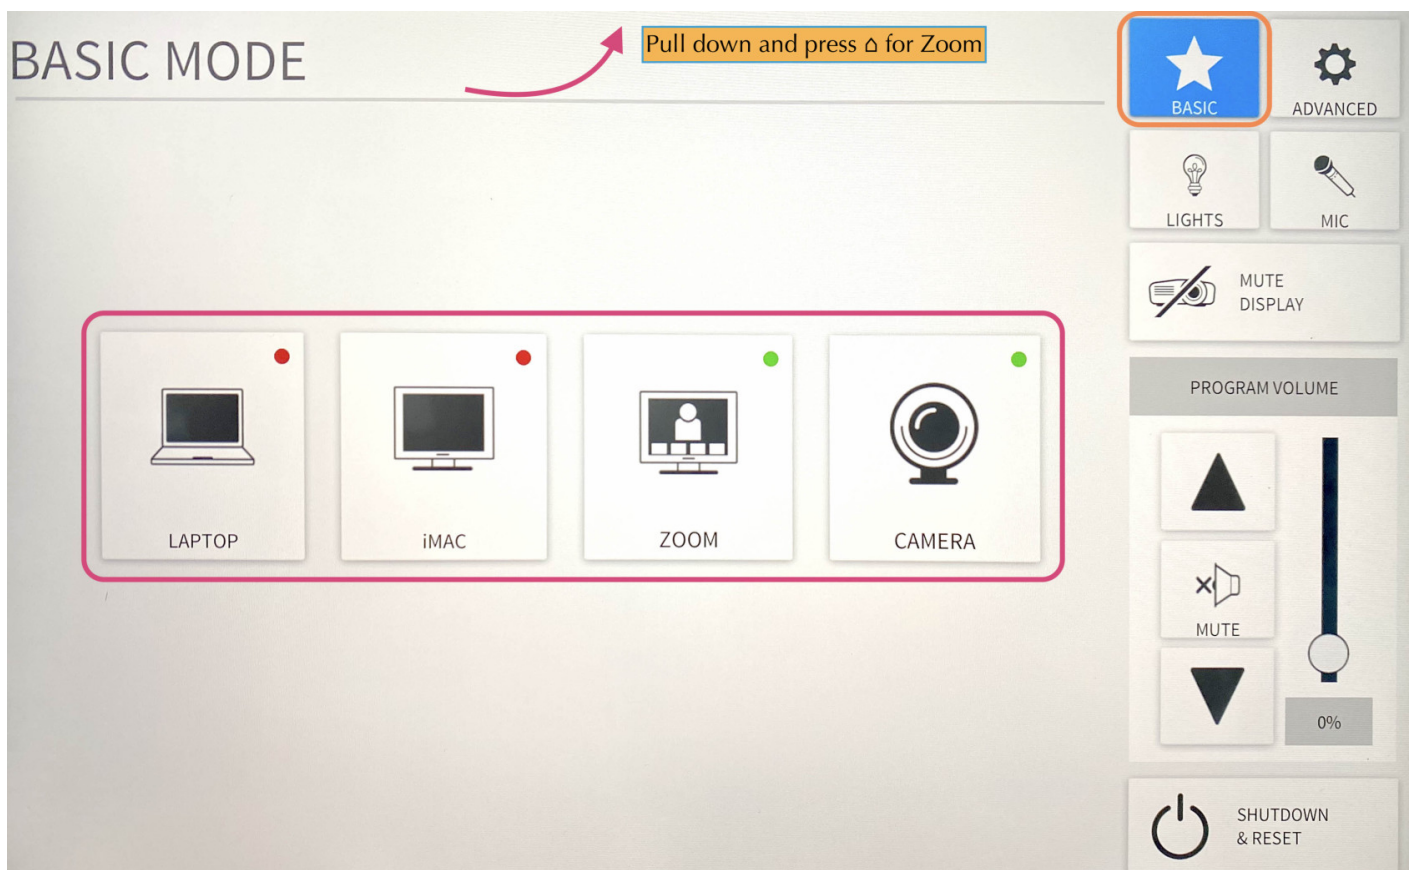 BASIC MODE
Pull down and press ⌂ for Zoom
BASIC
ADVANCED
LIGHTS
MIC
MUTE
DISPLAY
LAPTOP
iMAC
ZOOM
CAMERA
PROGRAM VOLUME
MUTE
0%
SHUTDOWN
& RESET